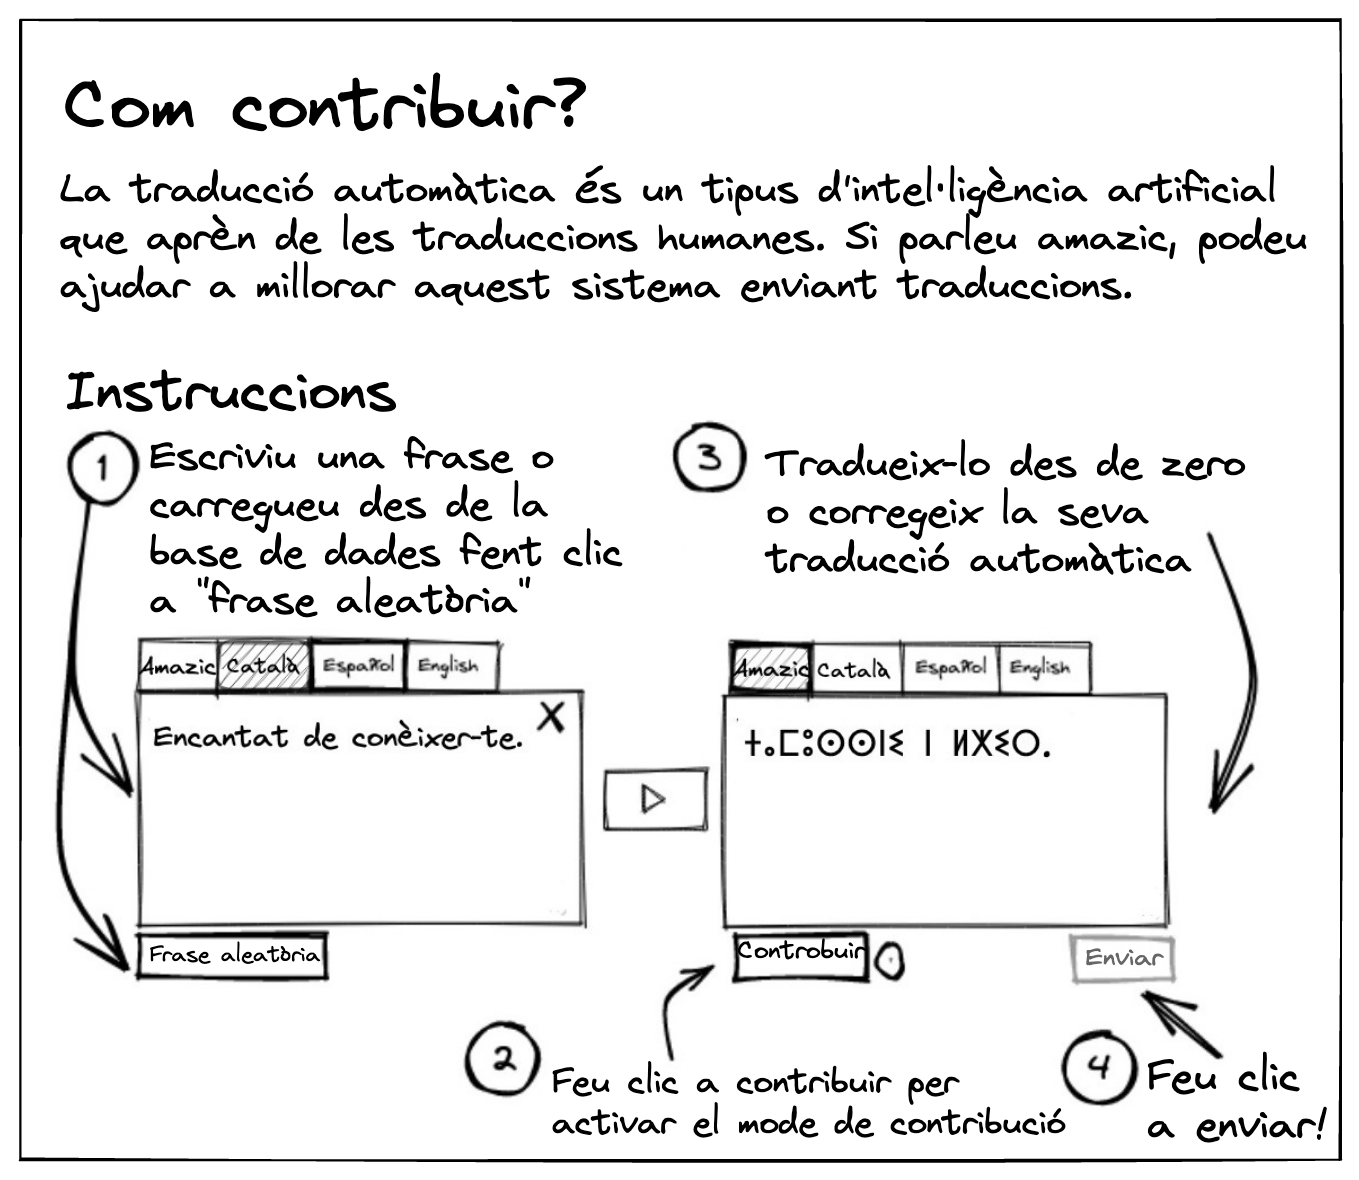 Com contribuir?
La traducció automàtica és un tipus d'intel·ligència artificial
que aprèn de les traduccions humanes. Si parleu amazic, podeu
ajudar a millorar aquest sistema enviant traduccions.
Instruccions
1
Escriviu una frase o
carregueu des de la
base de dades fent clic
a "frase aleatòria"
3
Tradueix-lo des de zero
o corregeix la seva
traducció automàtica
Amazic Català Español English
Encantat de conèixer-te. X
Frase aleatòria
Amazic Català Español English
ⵜⴰⵎⵓⵙⵙⵏⵉ ⵏ ⵍⵅⵉⵔ.
Controbuir
Enviar
2
Feu clic a contribuir per
activar el mode de contribució
4
Feu clic
a enviar!